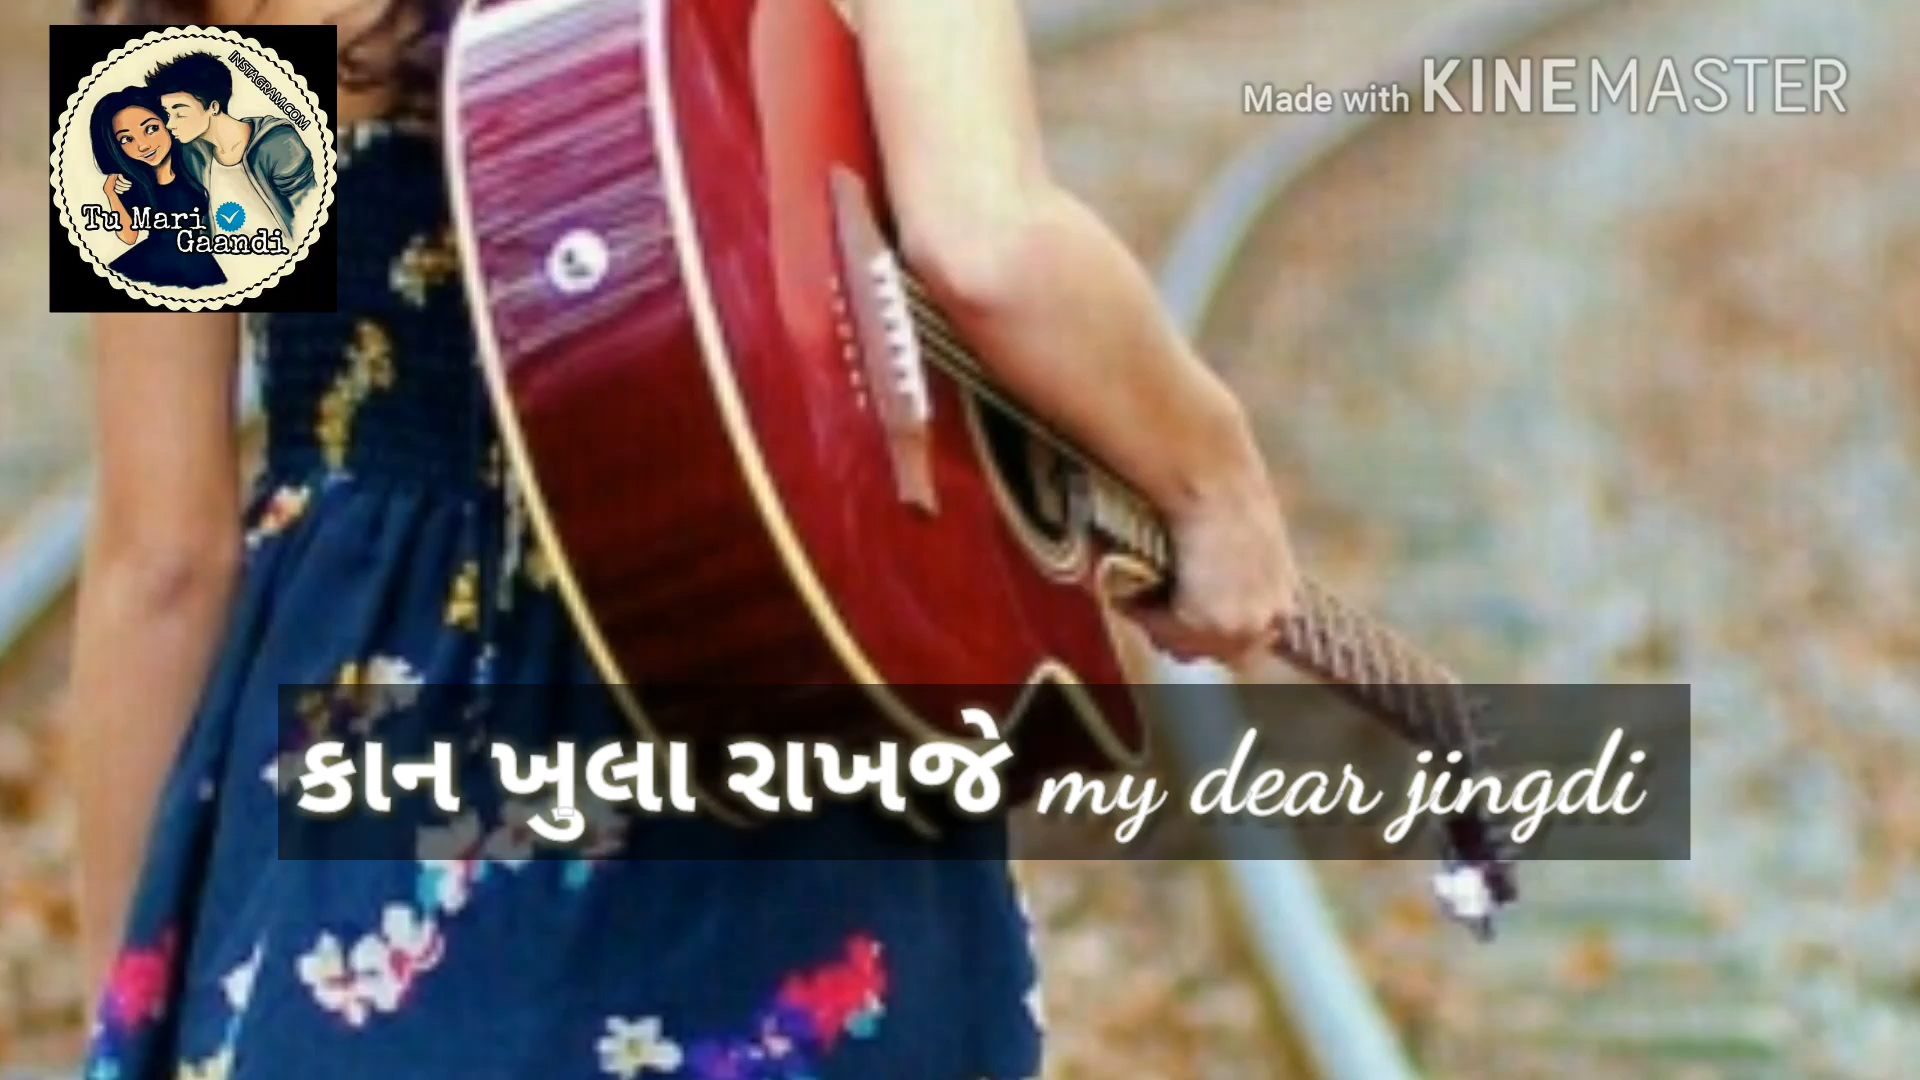 INSTAGRAM.COM
Tu Mari
Gaandi
Made with KINEMASTER
કાન ખુલા રાખજે my dear jingdi